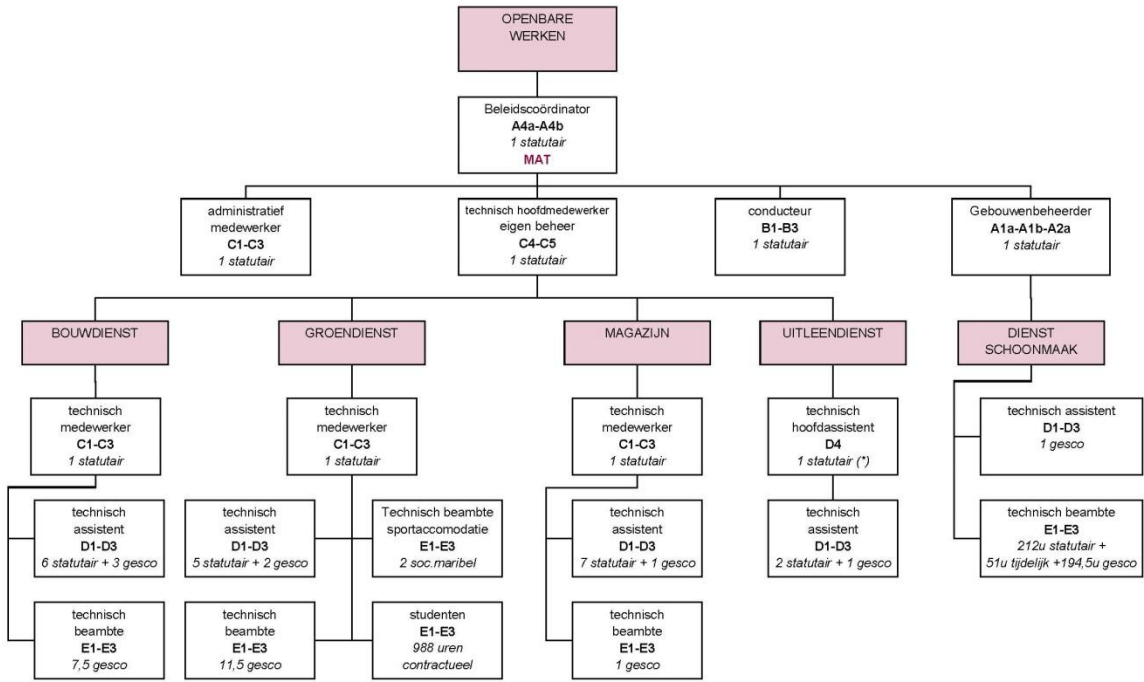 OPENBARE
WERKEN
Beleidscoördinator
A4a-A4b
1 statutair
MAT
administratief
medewerker
C1-C3
1 statutair
technisch hoofdmedewerker
eigen beheer
C4-C5
1 statutair
conducteur
B1-B3
1 statutair
Gebouwenbeheerder
A1a-A1b-A2a
1 statutair
BOUWDIENST
GROENDIENST
MAGAZIJN
UITLEENDIENST
DIENST
SCHOONMAAK
technisch
medewerker
C1-C3
1 statutair
technisch
medewerker
C1-C3
1 statutair
technisch
medewerker
C1-C3
1 statutair
technisch
hoofdassistent
D4
1 statutair (*)
technisch assistent
D1-D3
1 gesco
technisch
assistent
D1-D3
6 statutair + 3 gesco
technisch
assistent
D1-D3
5 statutair + 2 gesco
Technisch beambte
sportaccomodatie
E1-E3
2 soc.maribel
technisch
assistent
D1-D3
7 statutair + 1 gesco
technisch
assistent
D1-D3
2 statutair + 1 gesco
technisch beambte
E1-E3
212u statutair +
51u tijdelijk +194,5u gesco
technisch
beambte
E1-E3
7,5 gesco
technisch
beambte
E1-E3
11,5 gesco
studenten
E1-E3
988 uren
contractueel
technisch
beambte
E1-E3
1 gesco